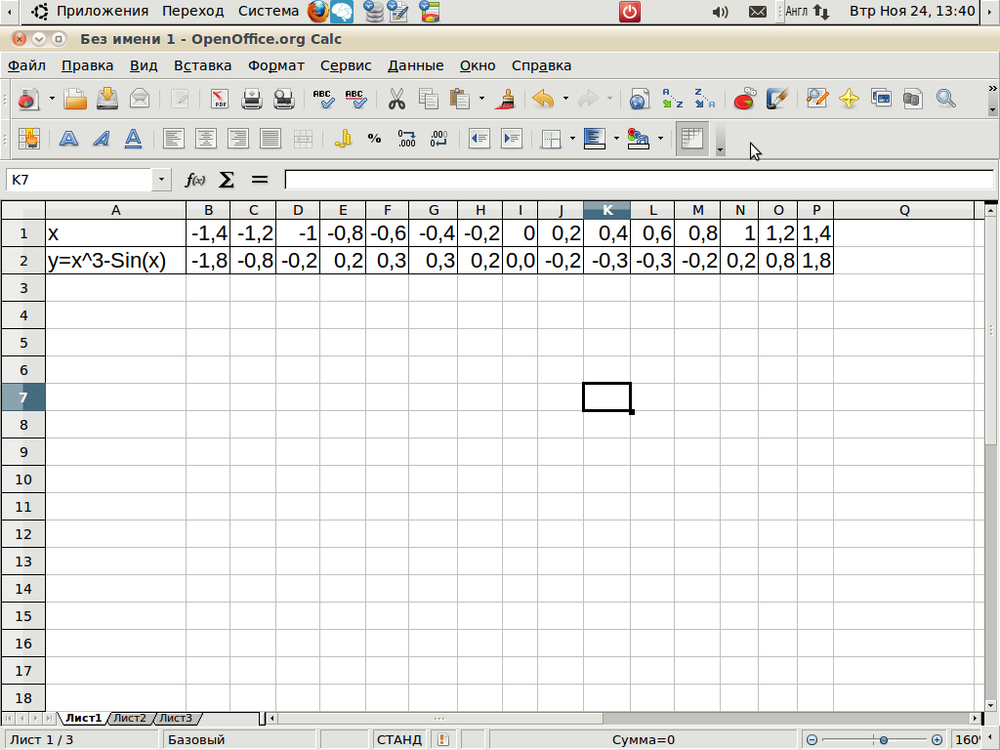 Приложения Переход Система Англ Втр Ноя 24, 13:40
Без имени 1 - OpenOffice.org Calc
Файл Правка Вид Вставка Формат Сервис Данные Окно Справка
PDF ABC ABC A Z Z A
A A A % .000 .000
K7 f(x) Σ =
A B C D E F G H I J K L M N O P Q
1 x -1,4 -1,2 -1 -0,8 -0,6 -0,4 -0,2 0 0,2 0,4 0,6 0,8 1 1,2 1,4
2 y=x^3-Sin(x) -1,8 -0,8 -0,2 0,2 0,3 0,3 0,2 0,0 -0,2 -0,3 -0,3 -0,2 0,2 0,8 1,8
3
4
5
6
7
8
9
10
11
12
13
14
15
16
17
18
Лист1 Лист2 Лист3
Лист 1 / 3 Базовый СТАНД Сумма=0